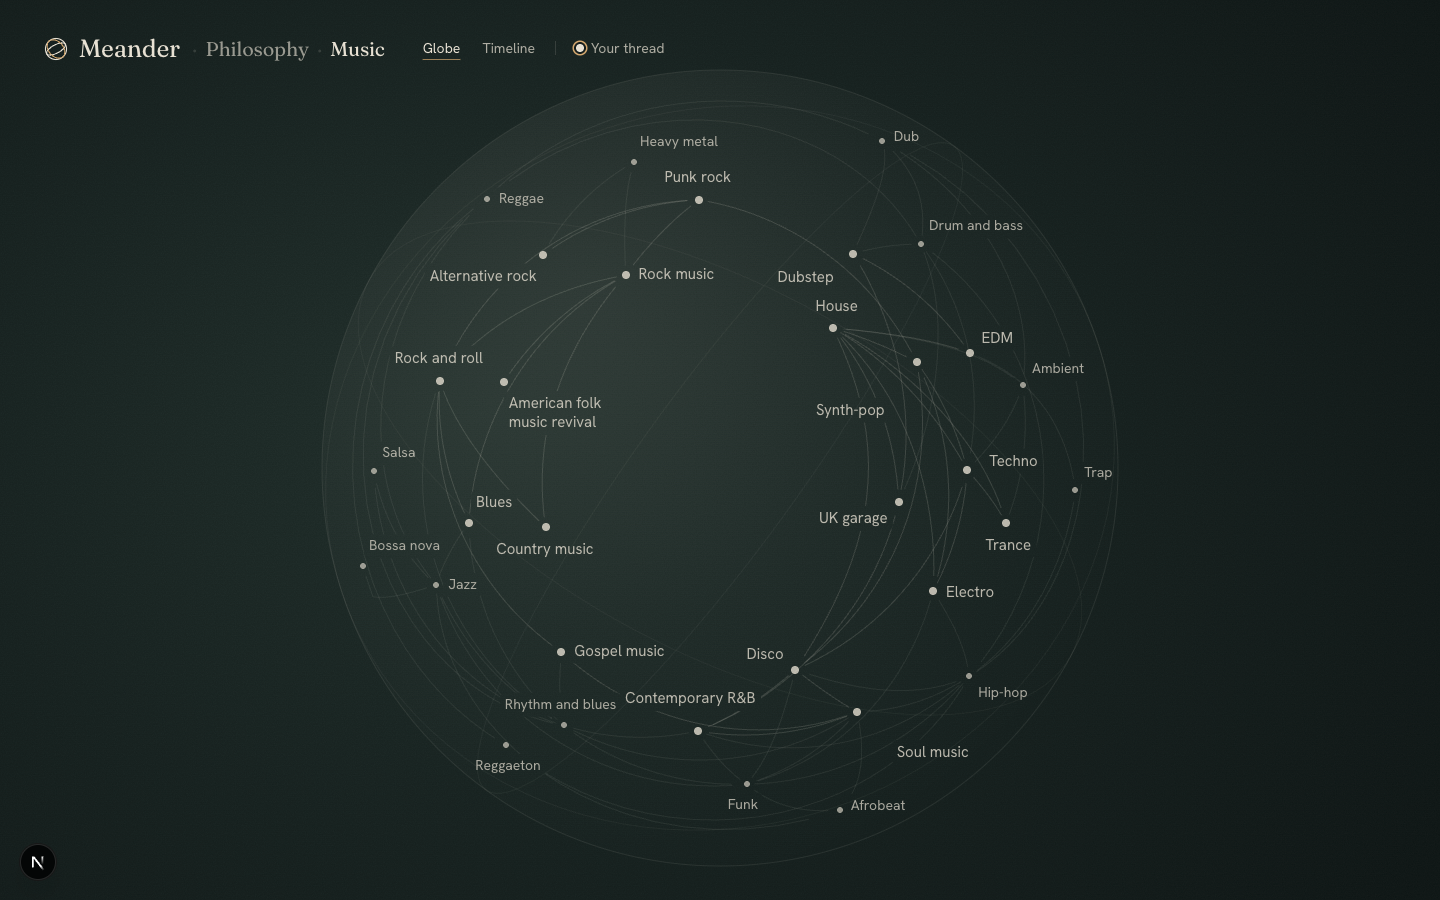 Meander · Philosophy · Music Globe Timeline Your thread
Heavy metal
Dub
Punk rock
Reggae
Drum and bass
Alternative rock
Rock music
Dubstep
House
EDM
Rock and roll
Ambient
American folk
music revival
Synth-pop
Salsa
Techno
Trap
Blues
UK garage
Bossa nova
Country music
Trance
Jazz
Electro
Gospel music
Disco
Hip-hop
Rhythm and blues
Contemporary R&B
Soul music
Reggaeton
Funk
Afrobeat
N